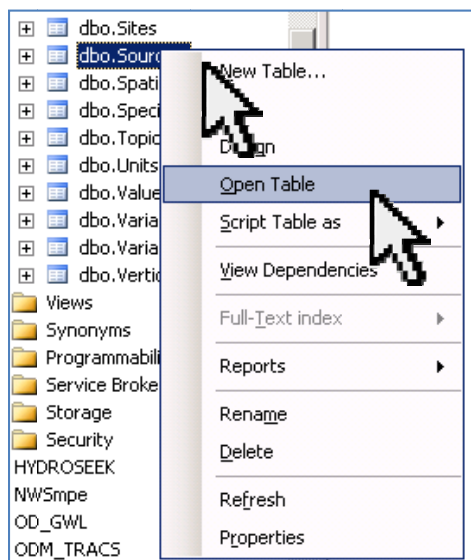 dbo.Sites
dbo.Sour
dbo.Spati
dbo.Speci
dbo.Topic
dbo.Units
dbo.Value
dbo.Varia
dbo.Varia
dbo.Vertic
Views
Synonyms
Programmabili
Service Broke
Storage
Security
HYDROSEEK
NWSmpe
OD_GWL
ODM_TRACS
New Table...
Open Table
Script Table as
View Dependencies
Full-Text index
Reports
Rename
Delete
Refresh
Properties